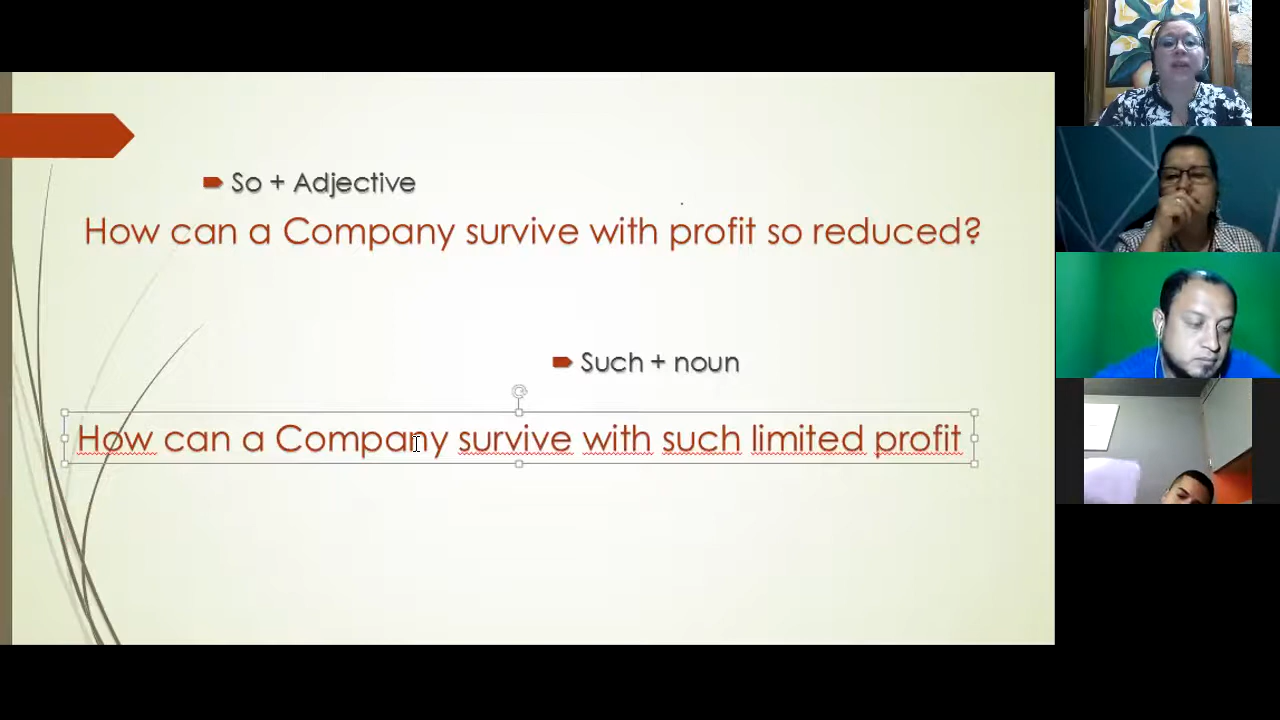 So + Adjective
How can a Company survive with profit so reduced?
Such + noun
How can a Company survive with such limited profit